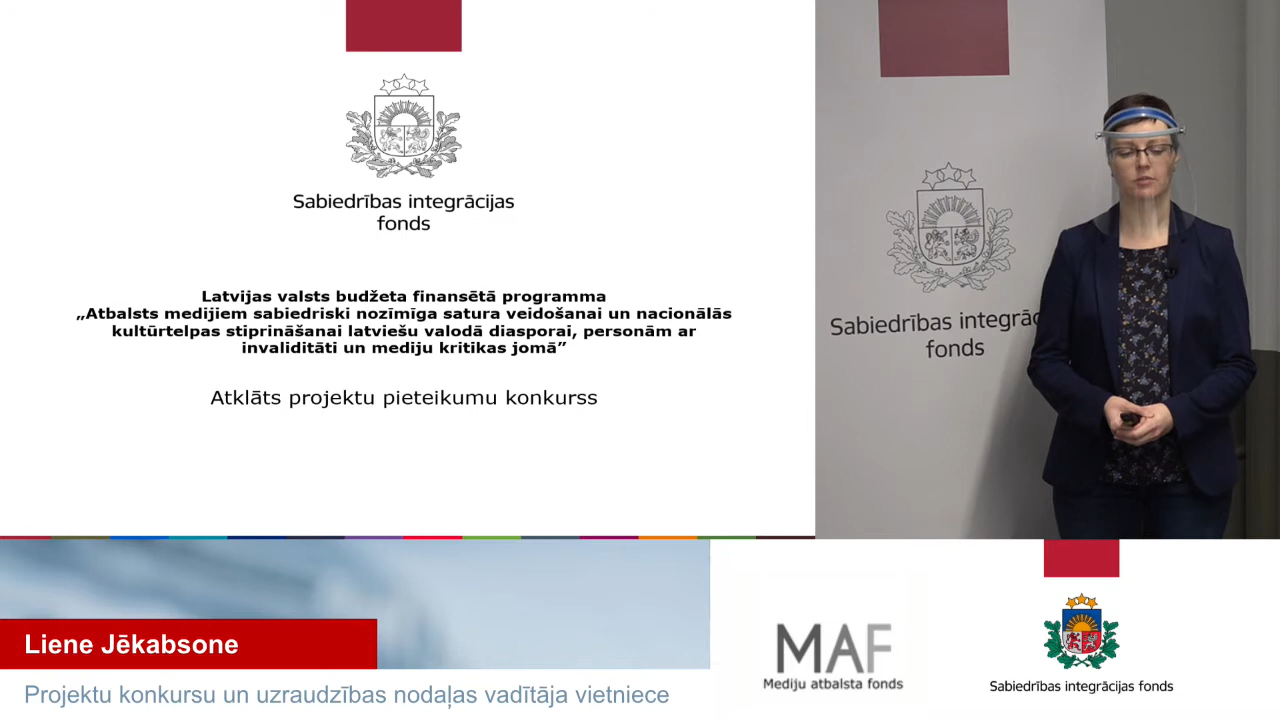 Sabiedrības integrācijas
fonds
Latvijas valsts budžeta finansētā programma
„Atbalsts medijiem sabiedriski nozīmīga satura veidošanai un nacionālās
kultūrtelpas stiprināšanai latviešu valodā diasporai, personām ar
invaliditāti un mediju kritikas jomā”
Atklāts projektu pieteikumu konkurss
Sabiedrības integrāc
fonds
Liene Jēkabsone
Projektu konkursu un uzraudzības nodaļas vadītāja vietniece
MAF
Mediju atbalsta fonds
Sabiedrības integrācijas fonds